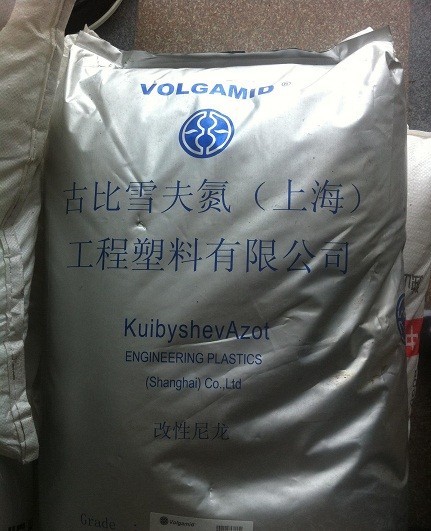 VOLGAMID
古比雪夫氮（上海）
工程塑料有限公司
KuibyshevAzot
ENGINEERING PLASTICS
(Shanghai) Co.,Ltd
改性尼龙
Grade
Volgamid